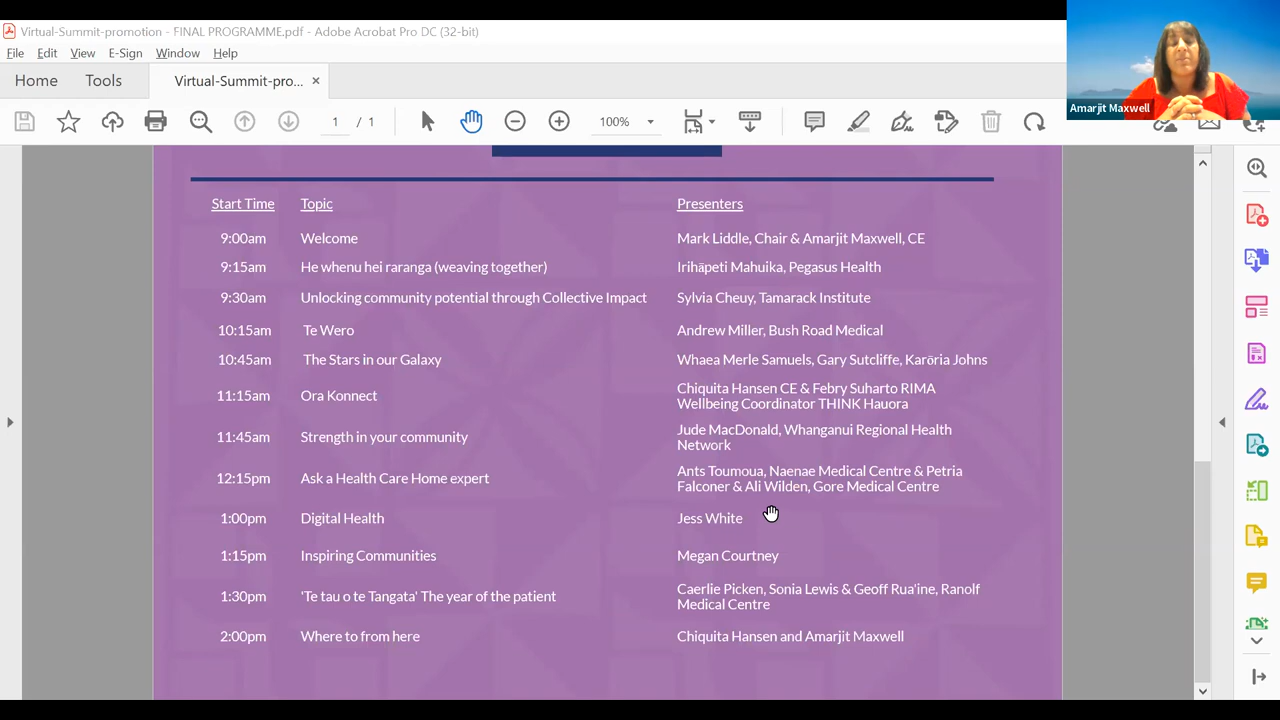 Virtual-Summit-promotion - FINAL PROGRAMME.pdf - Adobe Acrobat Pro DC (32-bit)
File Edit View E-Sign Window Help
Home Tools Virtual-Summit-pro... ×
1 / 1 100%
Amarjit Maxwell
Start Time Topic Presenters
9:00am Welcome Mark Liddle, Chair & Amarjit Maxwell, CE
9:15am He whenu hei raranga (weaving together) Irihāpeti Mahuika, Pegasus Health
9:30am Unlocking community potential through Collective Impact Sylvia Cheuy, Tamarack Institute
10:15am Te Wero Andrew Miller, Bush Road Medical
10:45am The Stars in our Galaxy Whaea Merle Samuels, Gary Sutcliffe, Karōria Johns
11:15am Ora Konnect Chiquita Hansen CE & Febry Suharto RIMA
Wellbeing Coordinator THINK Hauora
11:45am Strength in your community Jude MacDonald, Whanganui Regional Health
Network
12:15pm Ask a Health Care Home expert Ants Toumoua, Naenae Medical Centre & Petria
Falconer & Ali Wilden, Gore Medical Centre
1:00pm Digital Health Jess White
1:15pm Inspiring Communities Megan Courtney
1:30pm 'Te tau o te Tangata' The year of the patient Caerlie Picken, Sonia Lewis & Geoff Rua'ine, Ranolf
Medical Centre
2:00pm Where to from here Chiquita Hansen and Amarjit Maxwell